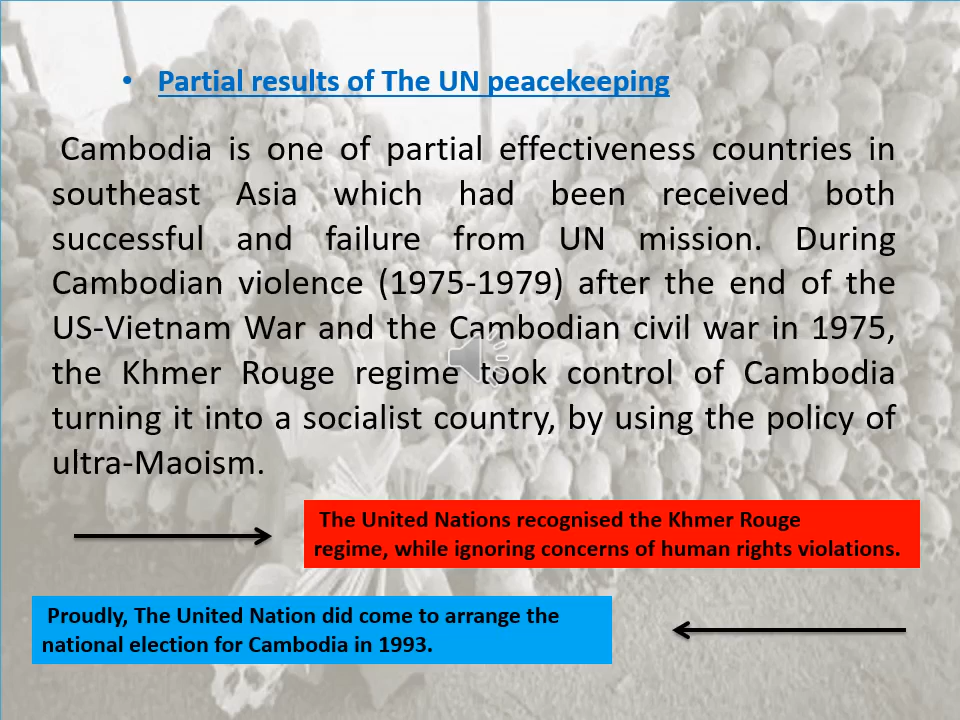 • Partial results of The UN peacekeeping
Cambodia is one of partial effectiveness countries in
southeast Asia which had been received both
successful and failure from UN mission. During
Cambodian violence (1975-1979) after the end of the
US-Vietnam War and the Cambodian civil war in 1975,
the Khmer Rouge regime took control of Cambodia
turning it into a socialist country, by using the policy of
ultra-Maoism.
The United Nations recognised the Khmer Rouge
regime, while ignoring concerns of human rights violations.
Proudly, The United Nation did come to arrange the
national election for Cambodia in 1993.